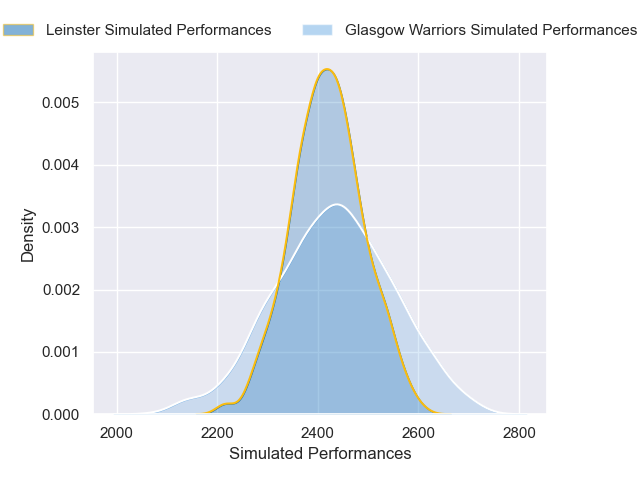 Leinster Simulated Performances
Glasgow Warriors Simulated Performances
0.005
0.004
0.003
0.002
0.001
0.000
Density
2000 2200 2400 2600 2800
Simulated Performances